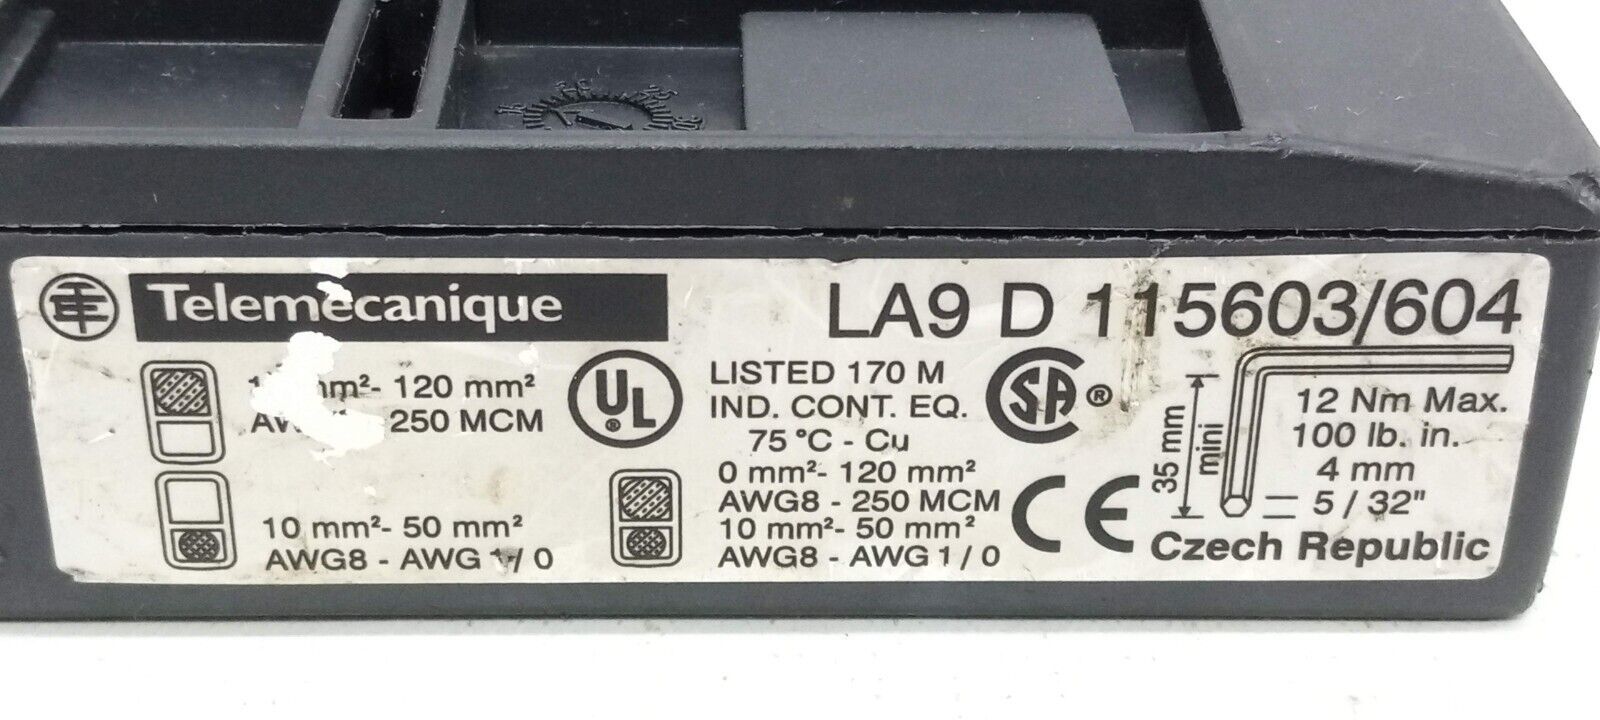 Telemecanique
LA9 D 115603/604
mm²- 120 mm²
- 250 MCM
10 mm²- 50 mm²
AWG8 - AWG 1/0
UL
®
LISTED 170 M
IND. CONT. EQ.
75 °C - Cu
0 mm²- 120 mm²
AWG8 - 250 MCM
10 mm²- 50 mm²
AWG8 - AWG 1 / 0
SA ®
CE
35 mm
mini
12 Nm Max.
100 lb. in.
4 mm
5 / 32"
Czech Republic